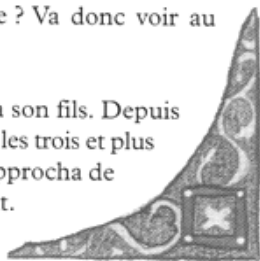 ? Va donc voir au
son fils. Depuis
les trois et plus
pprocha de
t.